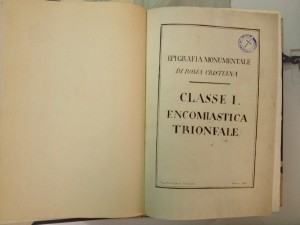 EPIGRAFIA MONUMENTALE
DI ROMA CRISTIANA
CLASSE I.
ENCOMIASTICA
TRIONFALE